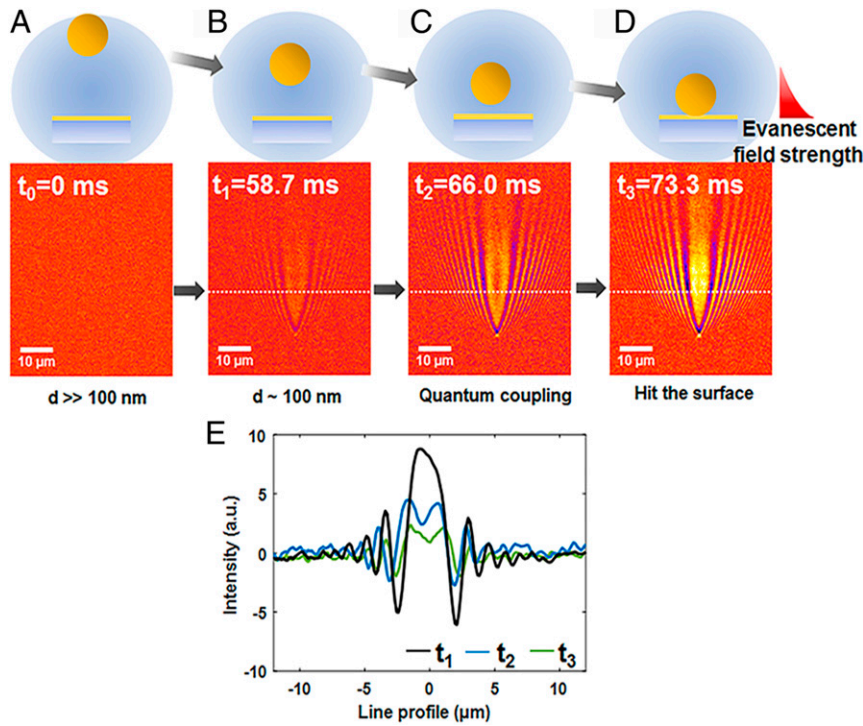 A
B
C
D
Evanescent
field strength
t₀=0 ms
t₁=58.7 ms
t₂=66.0 ms
t₃=73.3 ms
10 μm
10 μm
10 μm
10 μm
d >> 100 nm
d ~ 100 nm
Quantum coupling
Hit the surface
E
10
5
0
-5
-10
Intensity (a.u.)
t₁
t₂
t₃
-10
-5
0
5
10
Line profile (μm)